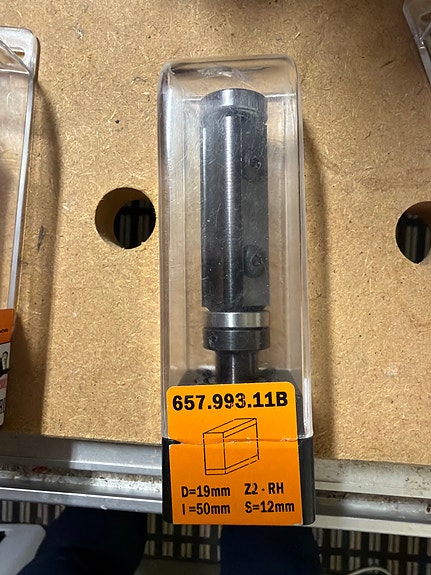 657.993.11B
D=19mm Z2 - RH
I=50mm S=12mm